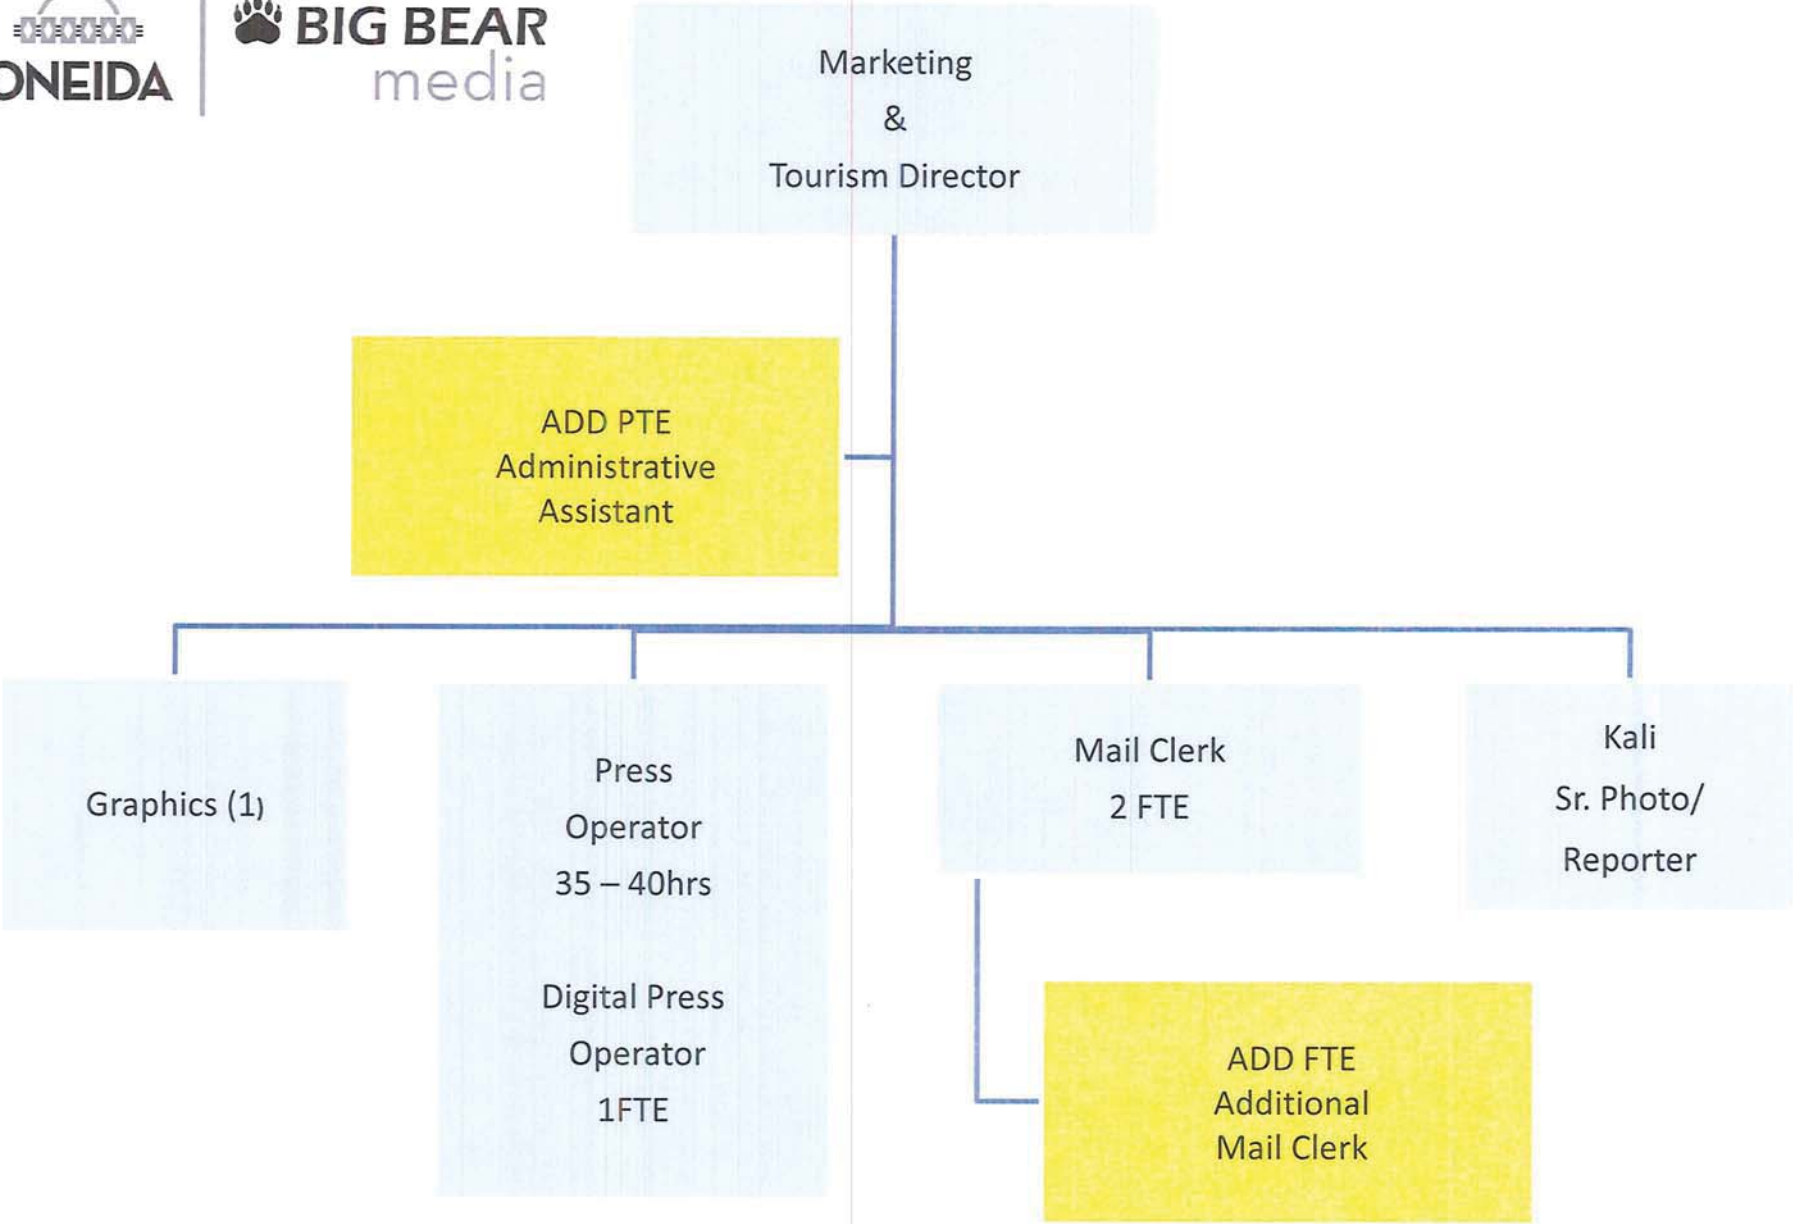 ONEIDA
BIG BEAR
media
Marketing
&
Tourism Director
ADD PTE
Administrative
Assistant
Graphics (1)
Press
Operator
35 – 40hrs
Digital Press
Operator
1FTE
Mail Clerk
2 FTE
Kali
Sr. Photo/
Reporter
ADD FTE
Additional
Mail Clerk